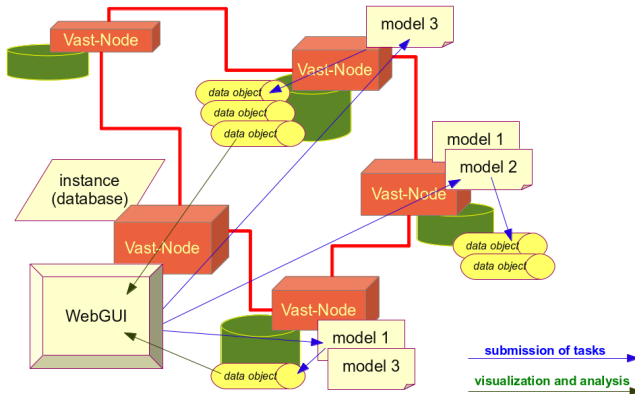 model 3
Vast-Node
Vast-Node
data object
data object
data object
model 1
model 2
instance
(database)
Vast-Node
Vast-Node
data object
data object
Vast-Node
WebGUI
model 1
model 3
data object
submission of tasks
visualization and analysis